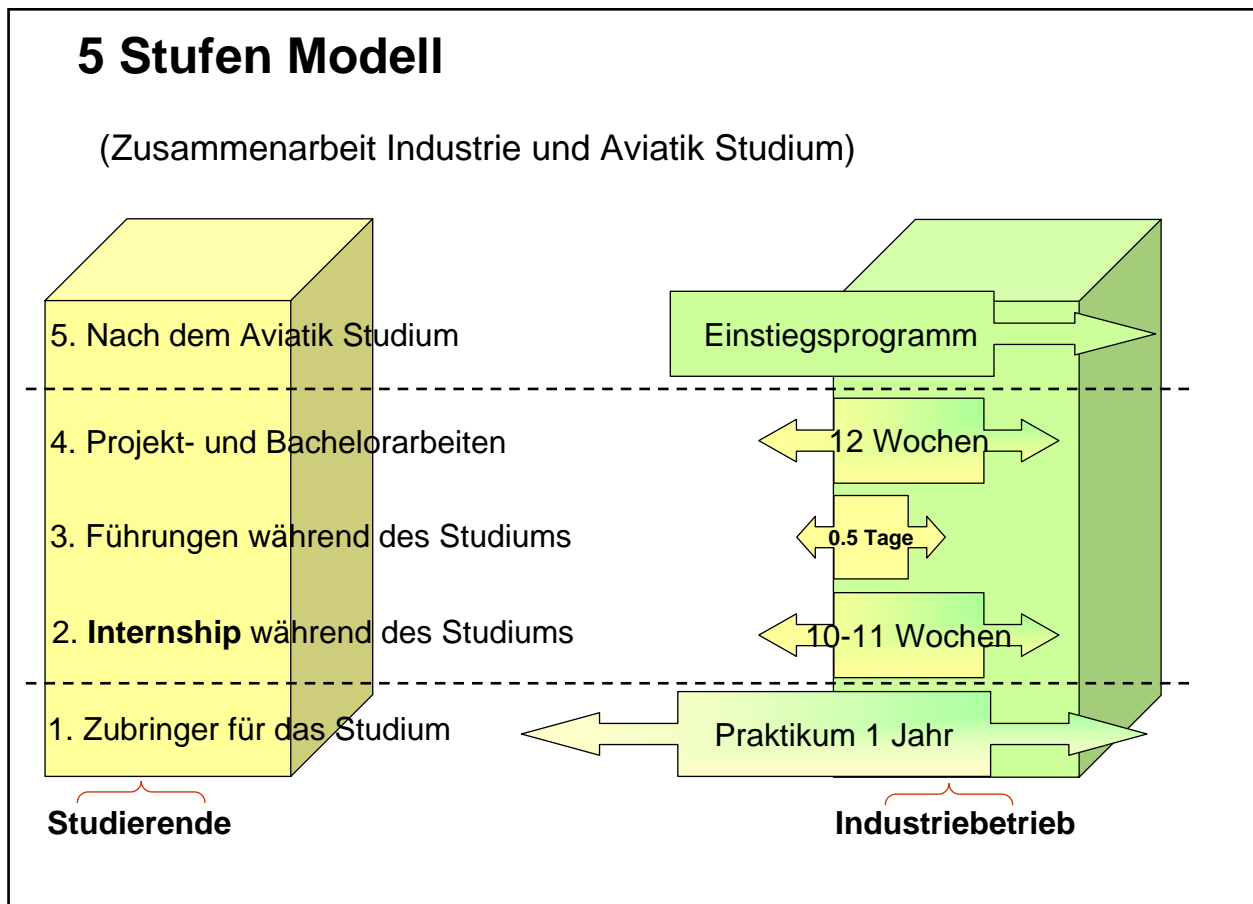 5 Stufen Modell
(Zusammenarbeit Industrie und Aviatik Studium)
5. Nach dem Aviatik Studium
Einstiegsprogramm
4. Projekt- und Bachelorarbeiten
12 Wochen
3. Führungen während des Studiums
0.5 Tage
2. Internship während des Studiums
10-11 Wochen
1. Zubringer für das Studium
Praktikum 1 Jahr
Studierende
Industriebetrieb